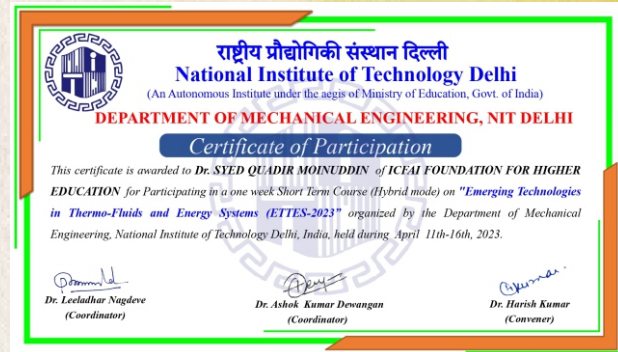 राष्ट्रीय प्रौद्योगिकी संस्थान दिल्ली
National Institute of Technology Delhi
(An Autonomous Institute under the aegis of Ministry of Education, Govt. of India)
DEPARTMENT OF MECHANICAL ENGINEERING, NIT DELHI
Certificate of Participation
This certificate is awarded to Dr. SYED QUADIR MOINUDDIN of ICFAI FOUNDATION FOR HIGHER
EDUCATION for Participating in a one week Short Term Course (Hybrid mode) on "Emerging Technologies
in Thermo-Fluids and Energy Systems (ETTES-2023" organized by the Department of Mechanical
Engineering, National Institute of Technology Delhi, India, held during April 11th-16th, 2023.
Dr. Leeladhar Nagdeve
(Coordinator)
Dr. Ashok Kumar Dewangan
(Coordinator)
Dr. Harish Kumar
(Convener)